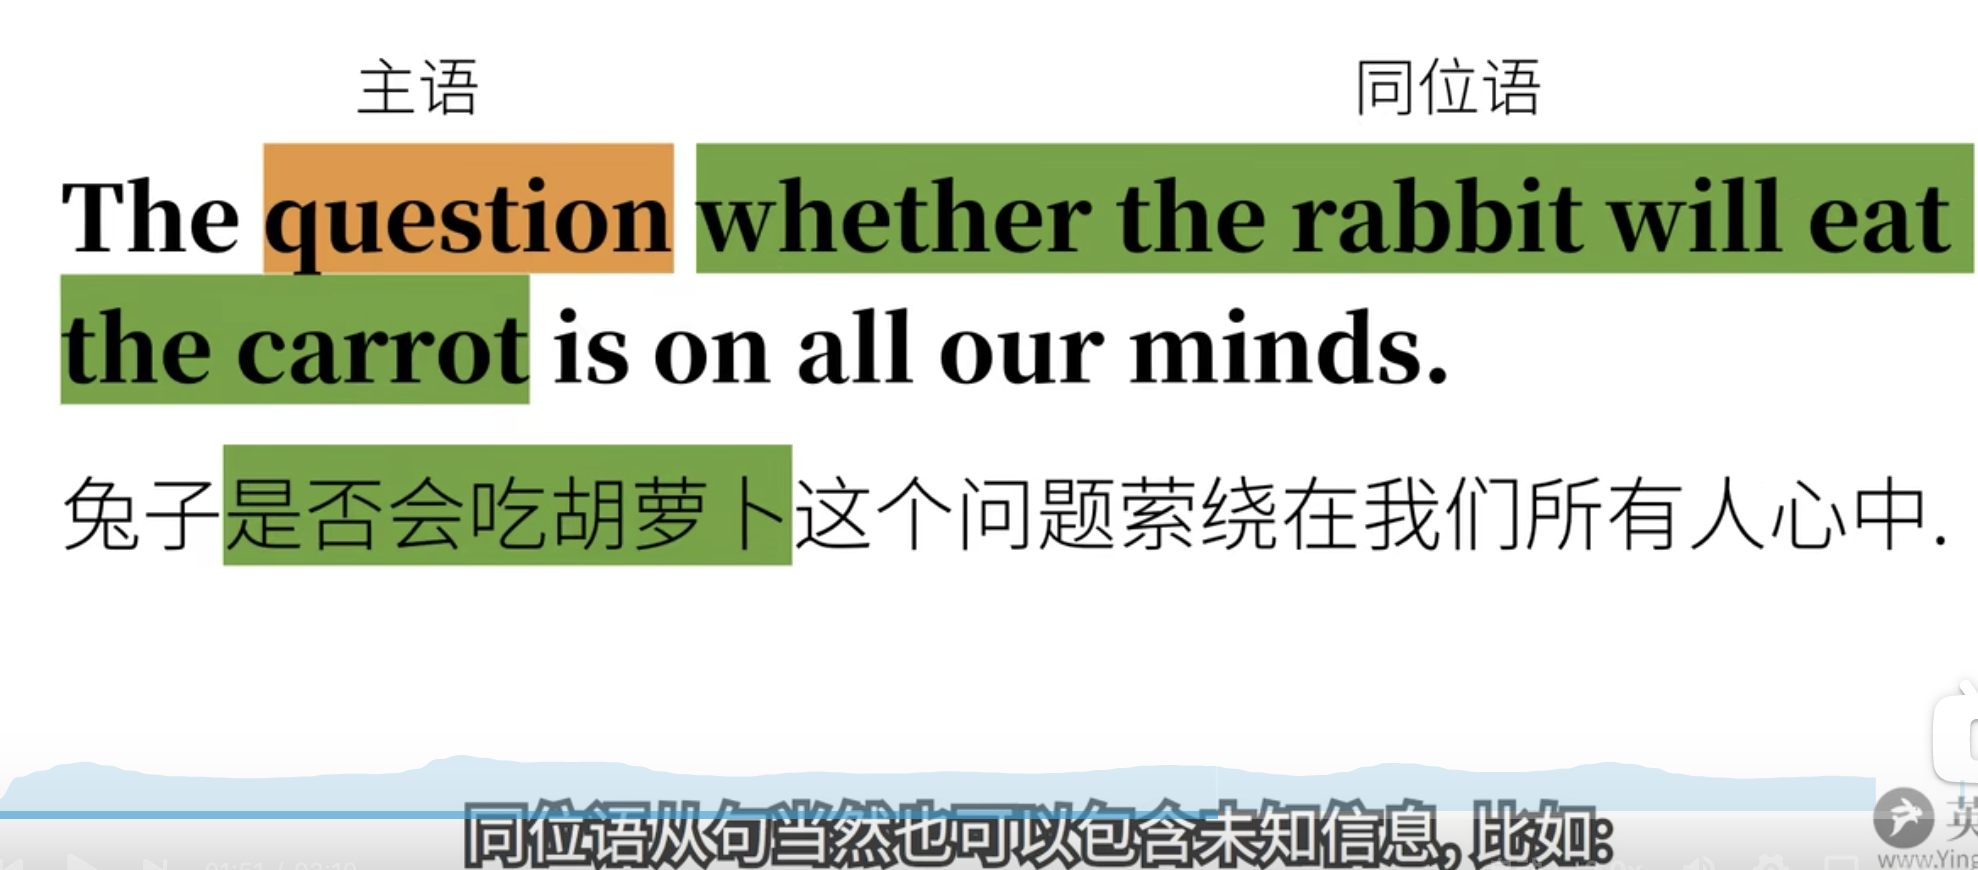 主语
同位语
The question whether the rabbit will eat
the carrot is on all our minds.
兔子是否会吃胡萝卜这个问题萦绕在我们所有人心中.
同位语从句当然也可以包含未知信息, 比如:
英
www.Ying